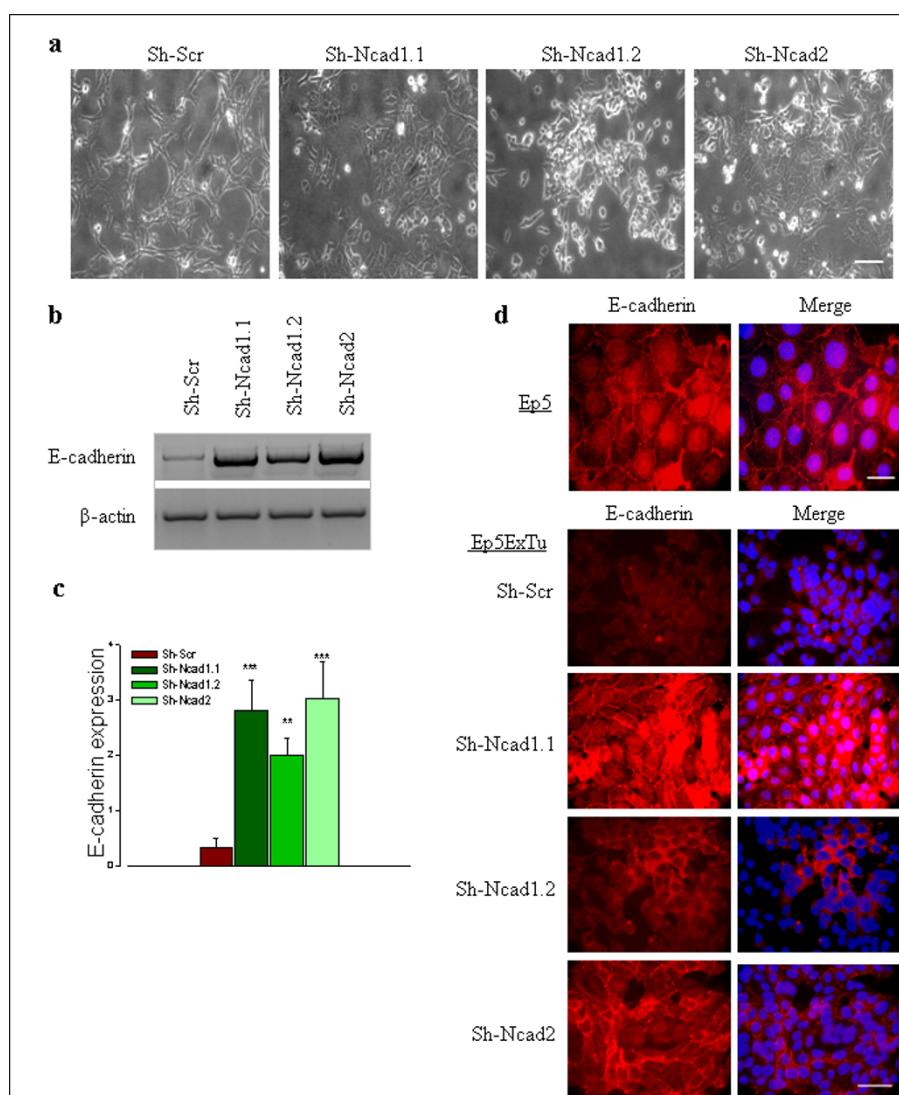 a
Sh-Scr Sh-Ncad1.1 Sh-Ncad1.2 Sh-Ncad2
b
Sh-Scr
Sh-Ncad1.1
Sh-Ncad1.2
Sh-Ncad2
E-cadherin
β-actin
c
E-cadherin expression
4
3
2
1
0
Sh-Scr
Sh-Ncad1.1
Sh-Ncad1.2
Sh-Ncad2
***
**
***
d
E-cadherin Merge
Ep5
E-cadherin Merge
Ep5ExTu
Sh-Scr
Sh-Ncad1.1
Sh-Ncad1.2
Sh-Ncad2